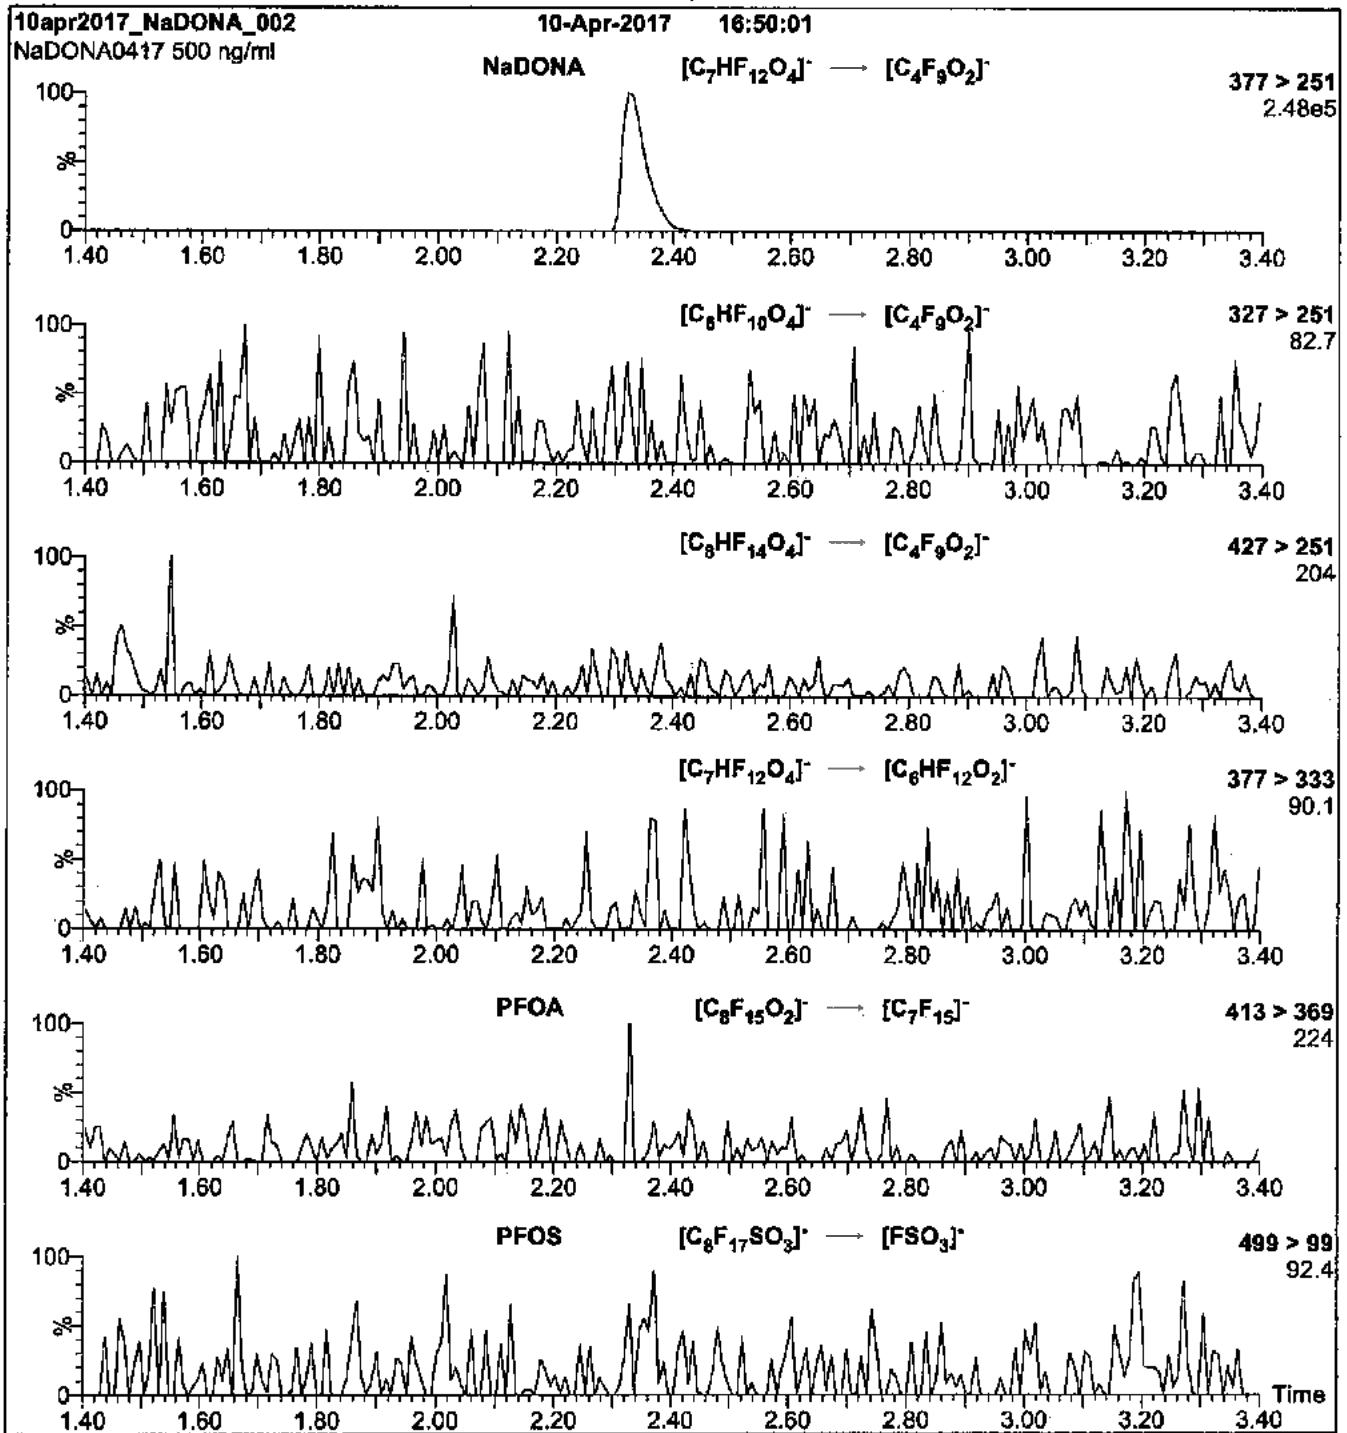 10apr2017_NaDONA_002 10-Apr-2017 16:50:01
NaDONA0417 500 ng/ml
NaDONA [C₇HF₁₂O₄]⁻ → [C₄F₉O₂]⁻ 377 > 251
2.48e5
100
%
0
1.40 1.60 1.80 2.00 2.20 2.40 2.60 2.80 3.00 3.20 3.40
[C₆HF₁₀O₄]⁻ → [C₄F₉O₂]⁻ 327 > 251
82.7
100
%
0
1.40 1.60 1.80 2.00 2.20 2.40 2.60 2.80 3.00 3.20 3.40
[C₈HF₁₄O₄]⁻ → [C₄F₉O₂]⁻ 427 > 251
204
100
%
0
1.40 1.60 1.80 2.00 2.20 2.40 2.60 2.80 3.00 3.20 3.40
[C₇HF₁₂O₄]⁻ → [C₆HF₁₂O₂]⁻ 377 > 333
90.1
100
%
0
1.40 1.60 1.80 2.00 2.20 2.40 2.60 2.80 3.00 3.20 3.40
PFOA [C₈F₁₅O₂]⁻ → [C₇F₁₅]⁻ 413 > 369
224
100
%
0
1.40 1.60 1.80 2.00 2.20 2.40 2.60 2.80 3.00 3.20 3.40
PFOS [C₈F₁₇SO₃]⁻ → [FSO₃]⁻ 499 > 99
92.4
100
%
0
Time
1.40 1.60 1.80 2.00 2.20 2.40 2.60 2.80 3.00 3.20 3.40